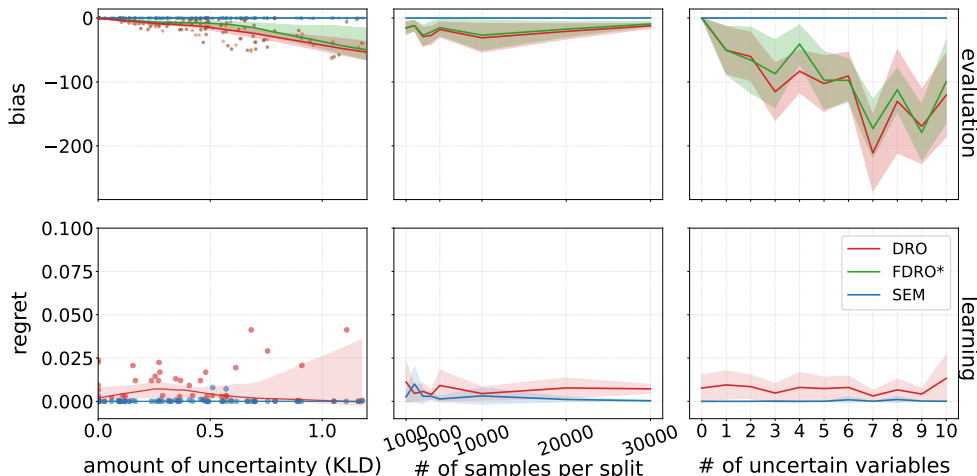 0
−100
−200
bias
evaluation
0.100
0.075
0.050
0.025
0.000
regret
learning
DRO
FDRO*
SEM
0.0 0.5 1.0
1000 5000 10000 20000 30000
0 1 2 3 4 5 6 7 8 9 10
amount of uncertainty (KLD)
# of samples per split
# of uncertain variables